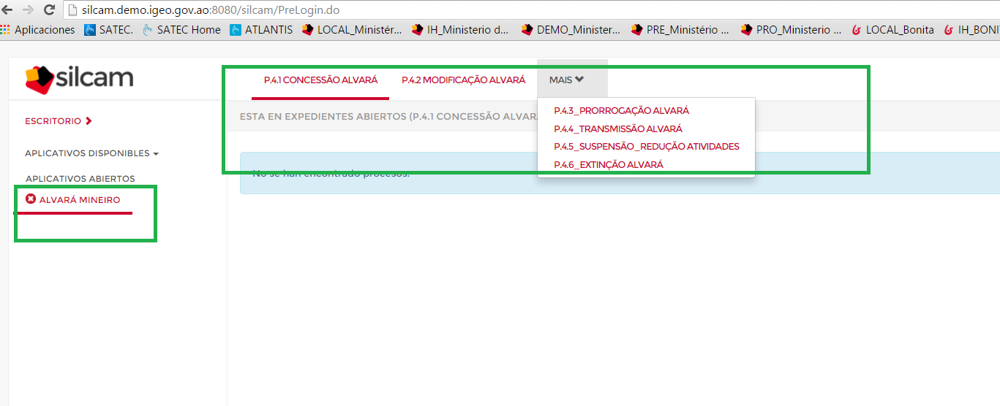 silcam.demo.igeo.gov.ao:8080/silcam/PreLogin.do
Aplicaciones SATEC. SATEC Home ATLANTIS LOCAL_Ministér... IH_Ministerio d... DEMO_Minister... PRE_Ministério ... PRO_Ministerio ... LOCAL_Bonita IH_BONI
silcam
P.4.1 CONCESSÃO ALVARÁ P.4.2 MODIFICAÇÃO ALVARÁ MAIS
ESTA EN EXPEDIENTES ABIERTOS (P.4.1 CONCESSÃO ALVAR
P.4.3_PRORROGAÇÃO ALVARÁ
P.4.4_TRANSMISSÃO ALVARÁ
P.4.5_SUSPENSÃO_REDUÇÃO ATIVIDADES
P.4.6_EXTINÇÃO ALVARÁ
No se han encontrado procesos.
ESCRITORIO
APLICATIVOS DISPONIBLES
APLICATIVOS ABIERTOS
ALVARÁ MINEIRO